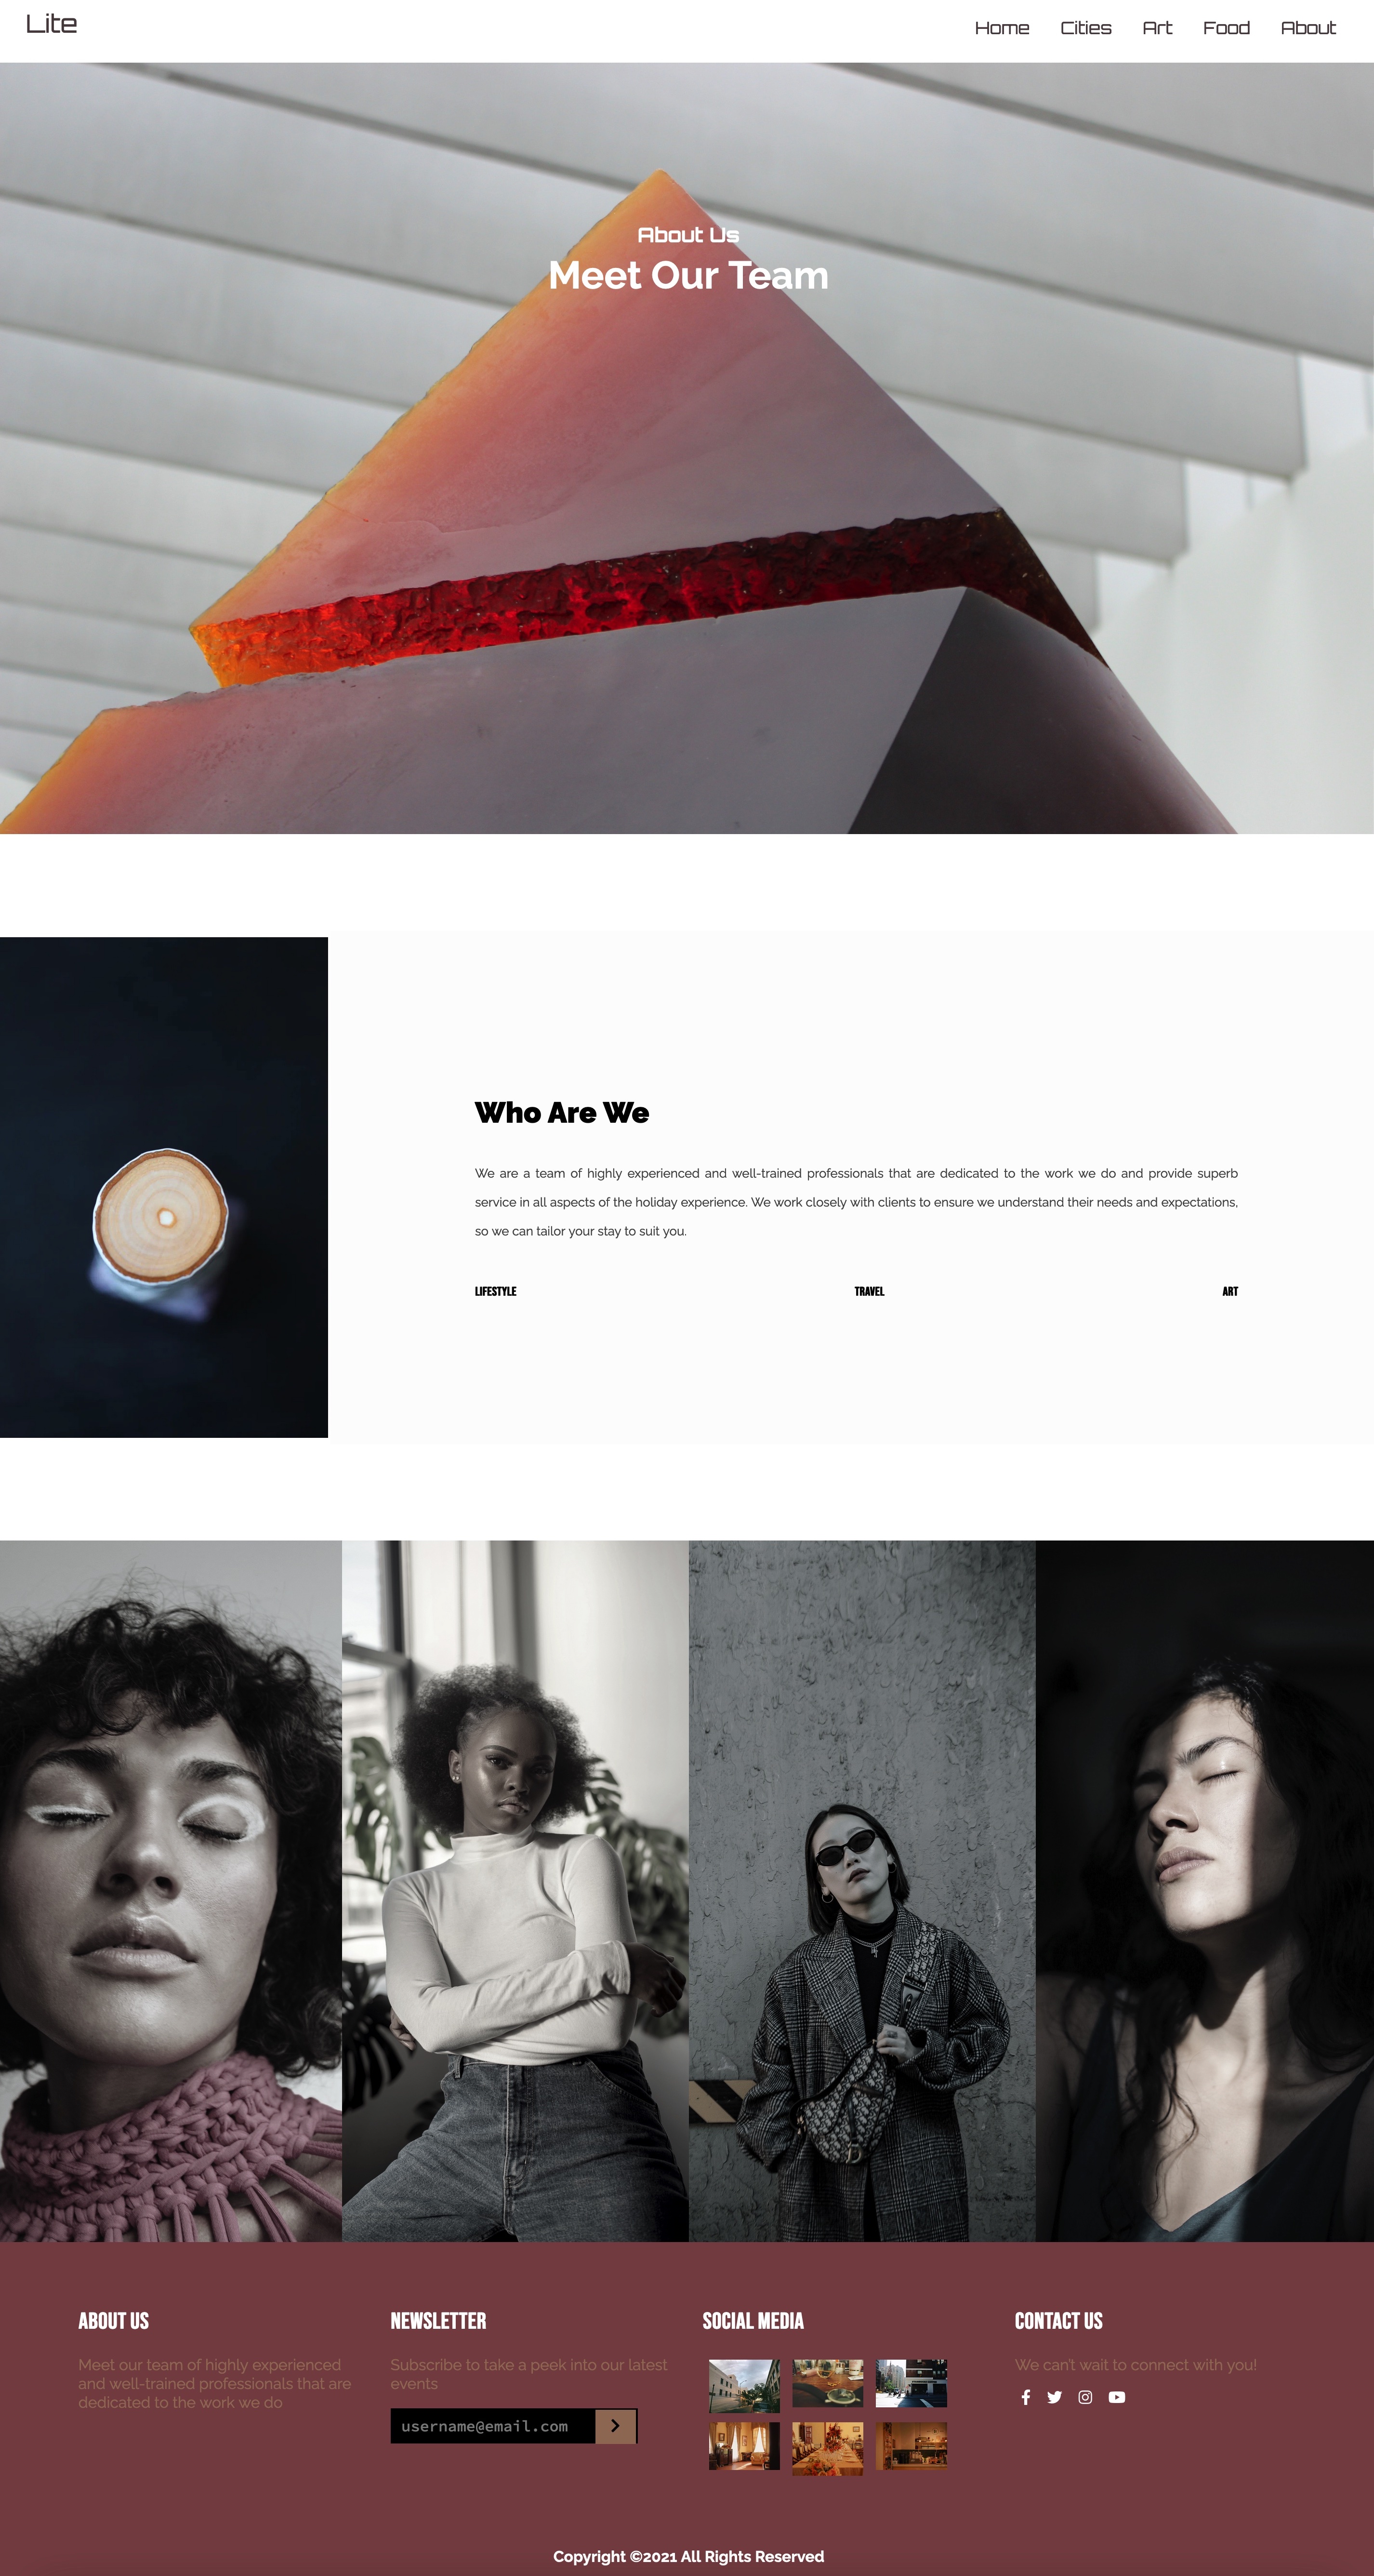 Lite
Home Cities Art Food About
About Us
Meet Our Team
Who Are We
We are a team of highly experienced and well-trained professionals that are dedicated to the work we do and provide superb
service in all aspects of the holiday experience. We work closely with clients to ensure we understand their needs and expectations,
so we can tailor your stay to suit you.
LIFESTYLE TRAVEL ART
ABOUT US
Meet our team of highly experienced
and well-trained professionals that are
dedicated to the work we do
NEWSLETTER
Subscribe to take a peek into our latest
events
username@email.com
SOCIAL MEDIA
CONTACT US
We can't wait to connect with you!
Copyright ©2021 All Rights Reserved